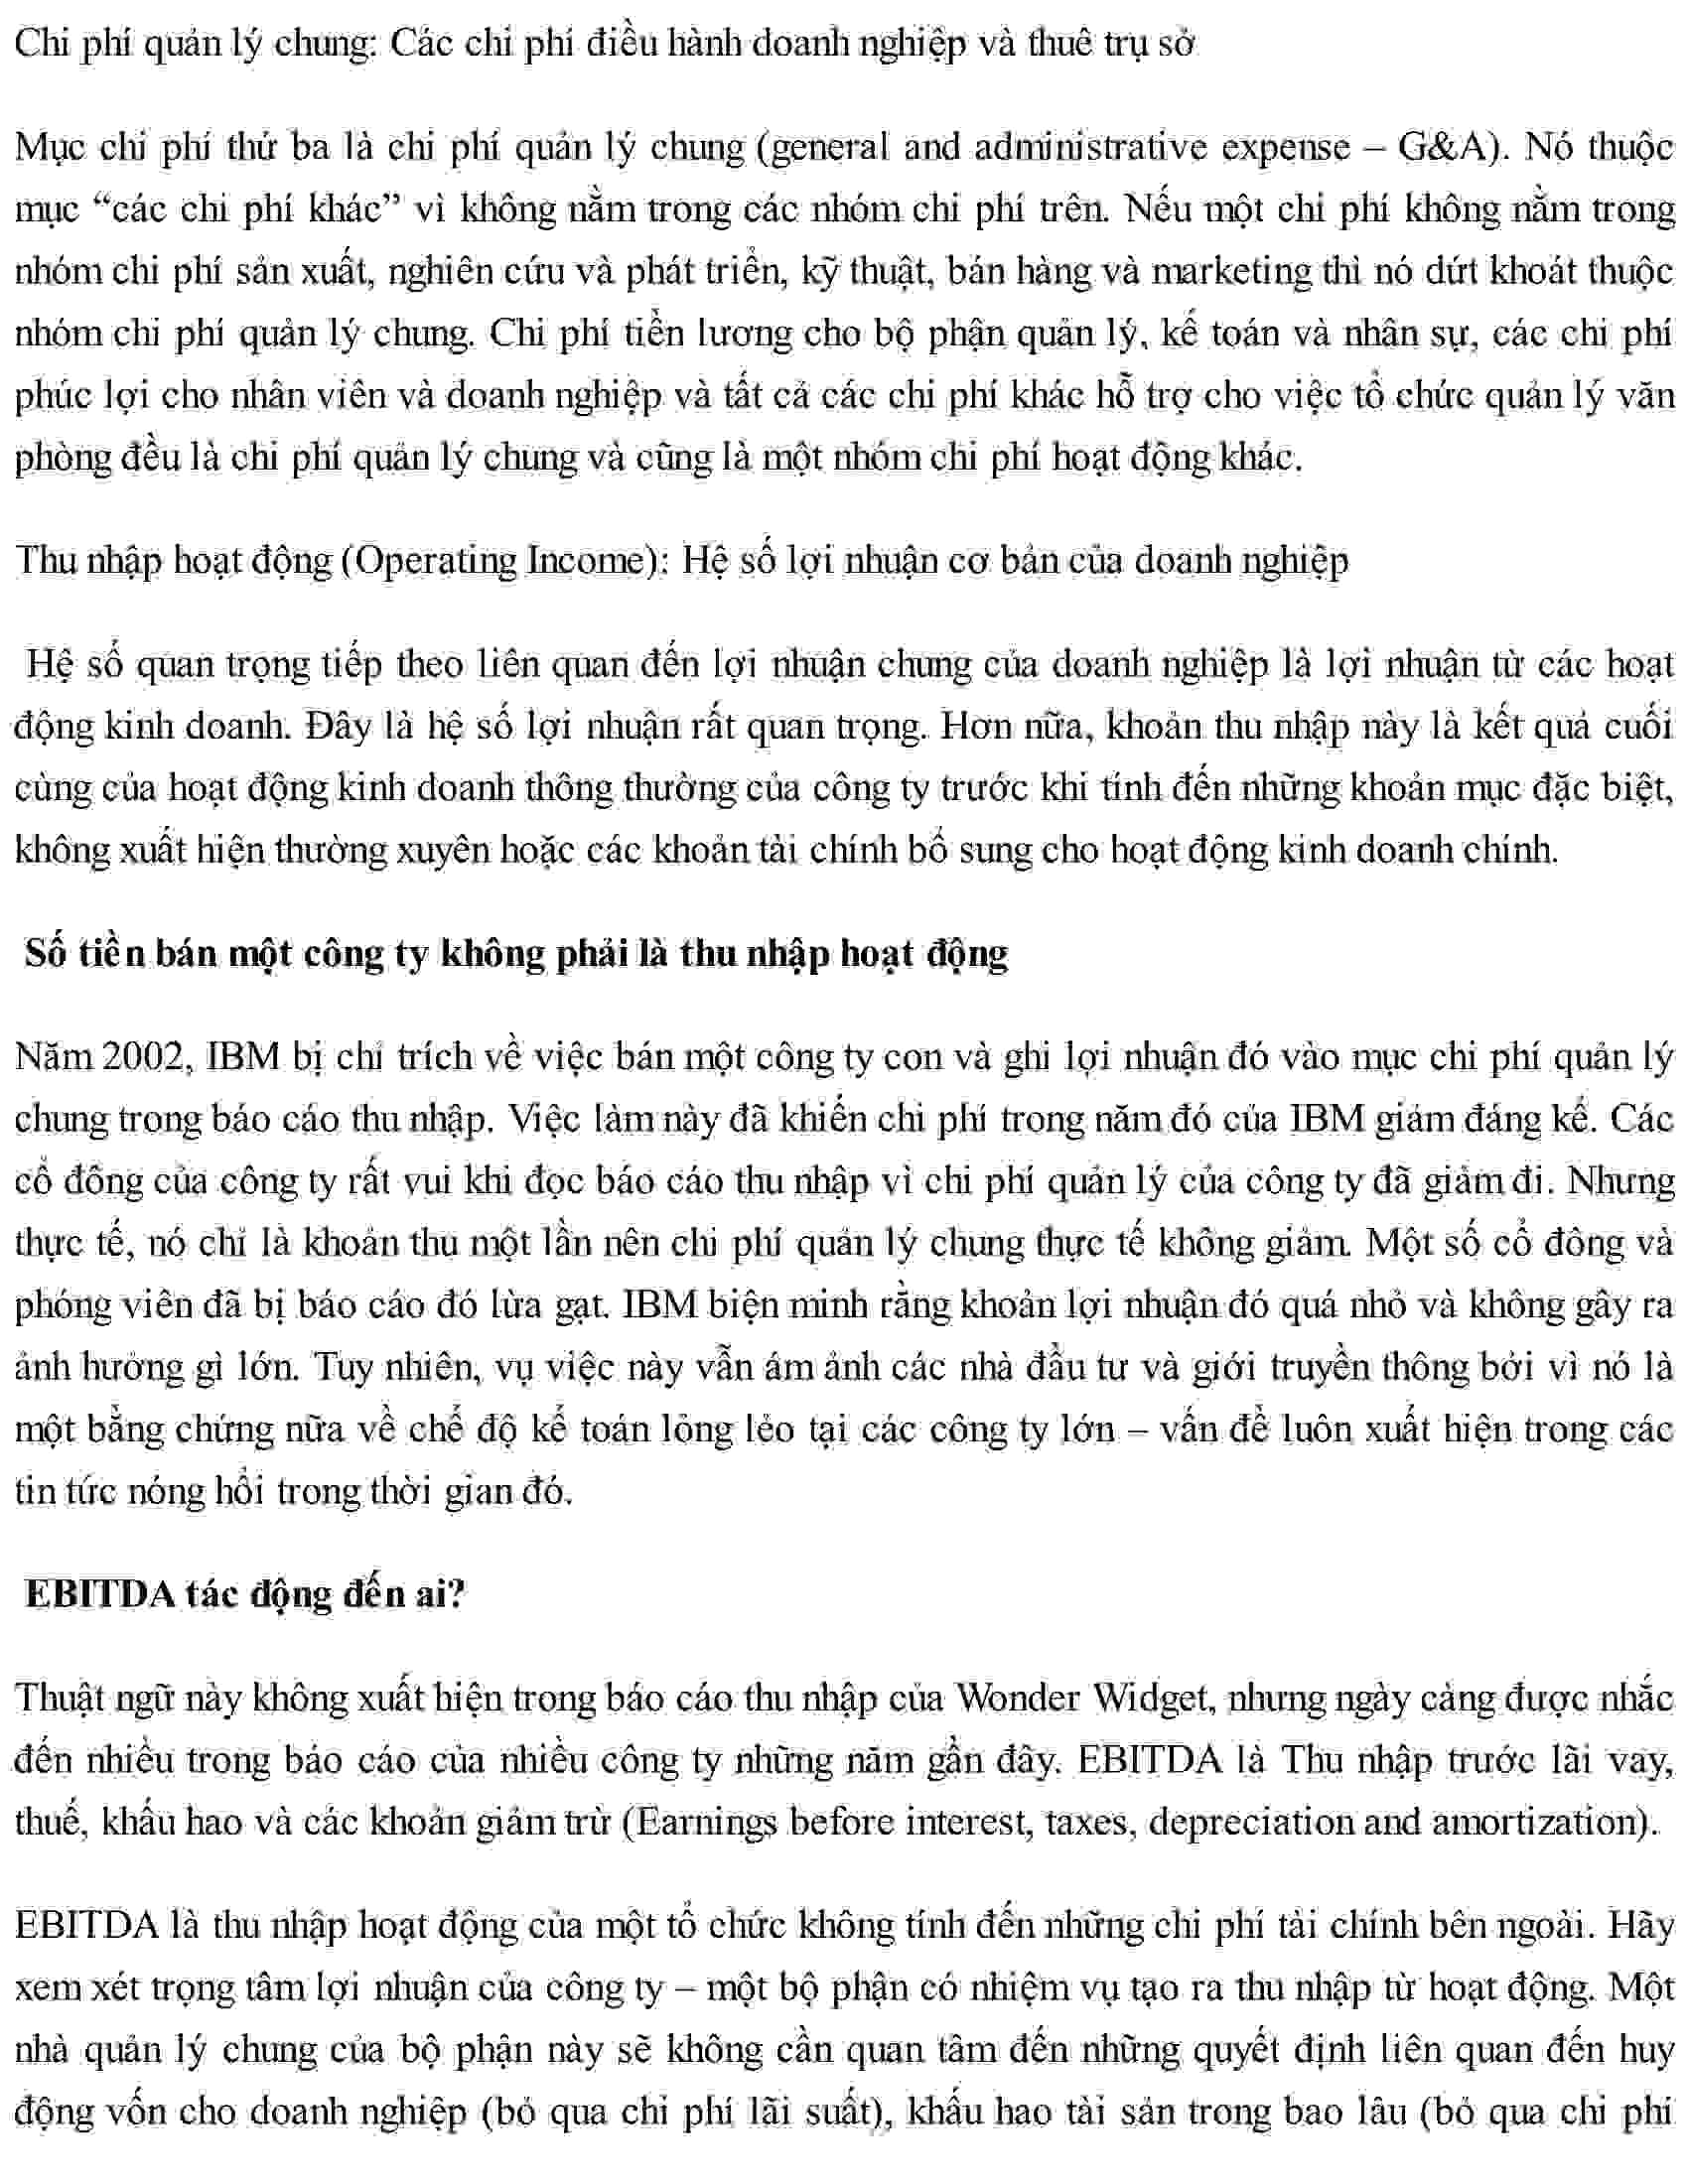 Chi phí quản lý chung: Các chi phí điều hành doanh nghiệp và thuê trụ sở
Mục chi phí thứ ba là chi phí quản lý chung (general and administrative expense – G&A). Nó thuộc
mục “các chi phí khác” vì không nằm trong các nhóm chi phí trên. Nếu một chi phí không nằm trong
nhóm chi phí sản xuất, nghiên cứu và phát triển, kỹ thuật, bán hàng và marketing thì nó dứt khoát thuộc
nhóm chi phí quản lý chung. Chi phí tiền lương cho bộ phận quản lý, kế toán và nhân sự, các chi phí
phúc lợi cho nhân viên và doanh nghiệp và tất cả các chi phí khác hỗ trợ cho việc tổ chức quản lý văn
phòng đều là chi phí quản lý chung và cũng là một nhóm chi phí hoạt động khác.
Thu nhập hoạt động (Operating Income): Hệ số lợi nhuận cơ bản của doanh nghiệp
Hệ số quan trọng tiếp theo liên quan đến lợi nhuận chung của doanh nghiệp là lợi nhuận từ các hoạt
động kinh doanh. Đây là hệ số lợi nhuận rất quan trọng. Hơn nữa, khoản thu nhập này là kết quả cuối
cùng của hoạt động kinh doanh thông thường của công ty trước khi tính đến những khoản mục đặc biệt,
không xuất hiện thường xuyên hoặc các khoản tài chính bổ sung cho hoạt động kinh doanh chính.
Số tiền bán một công ty không phải là thu nhập hoạt động
Năm 2002, IBM bị chỉ trích về việc bán một công ty con và ghi lợi nhuận đó vào mục chi phí quản lý
chung trong báo cáo thu nhập. Việc làm này đã khiến chi phí trong năm đó của IBM giảm đáng kể. Các
cổ đông của công ty rất vui khi đọc báo cáo thu nhập vì chi phí quản lý của công ty đã giảm đi. Nhưng
thực tế, nó chỉ là khoản thu một lần nên chi phí quản lý chung thực tế không giảm. Một số cổ đông và
phóng viên đã bị báo cáo đó lừa gạt. IBM biện minh rằng khoản lợi nhuận đó quá nhỏ và không gây ra
ảnh hưởng gì lớn. Tuy nhiên, vụ việc này vẫn ám ảnh các nhà đầu tư và giới truyền thông bởi vì nó là
một bằng chứng nữa về chế độ kế toán lỏng lẻo tại các công ty lớn – vấn đề luôn xuất hiện trong các
tin tức nóng hổi trong thời gian đó.
EBITDA tác động đến ai?
Thuật ngữ này không xuất hiện trong báo cáo thu nhập của Wonder Widget, nhưng ngày càng được nhắc
đến nhiều trong báo cáo của nhiều công ty những năm gần đây. EBITDA là Thu nhập trước lãi vay,
thuế, khấu hao và các khoản giảm trừ (Earnings before interest, taxes, depreciation and amortization).
EBITDA là thu nhập hoạt động của một tổ chức không tính đến những chi phí tài chính bên ngoài. Hãy
xem xét trọng tâm lợi nhuận của công ty – một bộ phận có nhiệm vụ tạo ra thu nhập từ hoạt động. Một
nhà quản lý chung của bộ phận này sẽ không cần quan tâm đến những quyết định liên quan đến huy
động vốn cho doanh nghiệp (bỏ qua chi phí lãi suất), khấu hao tài sản trong bao lâu (bỏ qua chi phí